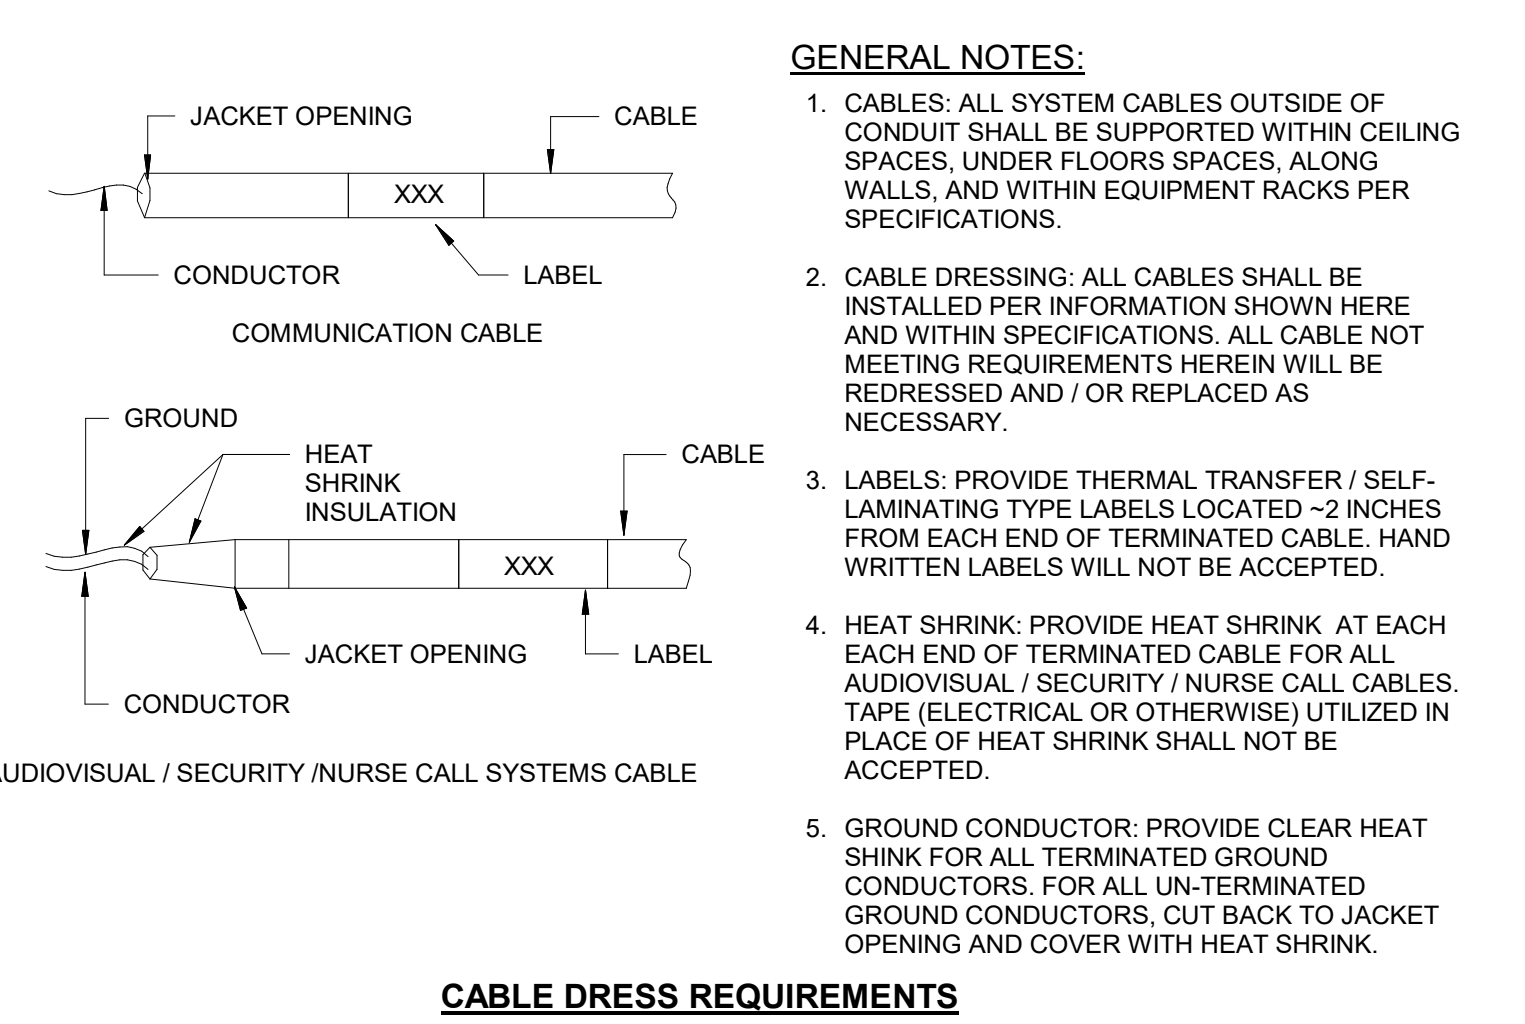 JACKET OPENING
CABLE
XXX
CONDUCTOR
LABEL
COMMUNICATION CABLE
GROUND
HEAT
SHRINK
INSULATION
CABLE
XXX
JACKET OPENING
LABEL
CONDUCTOR
AUDIOVISUAL / SECURITY /NURSE CALL SYSTEMS CABLE
GENERAL NOTES:
1. CABLES: ALL SYSTEM CABLES OUTSIDE OF
CONDUIT SHALL BE SUPPORTED WITHIN CEILING
SPACES, UNDER FLOORS SPACES, ALONG
WALLS, AND WITHIN EQUIPMENT RACKS PER
SPECIFICATIONS.
2. CABLE DRESSING: ALL CABLES SHALL BE
INSTALLED PER INFORMATION SHOWN HERE
AND WITHIN SPECIFICATIONS. ALL CABLE NOT
MEETING REQUIREMENTS HEREIN WILL BE
REDRESSED AND / OR REPLACED AS
NECESSARY.
3. LABELS: PROVIDE THERMAL TRANSFER / SELF-
LAMINATING TYPE LABELS LOCATED ~2 INCHES
FROM EACH END OF TERMINATED CABLE. HAND
WRITTEN LABELS WILL NOT BE ACCEPTED.
4. HEAT SHRINK: PROVIDE HEAT SHRINK  AT EACH
EACH END OF TERMINATED CABLE FOR ALL
AUDIOVISUAL / SECURITY / NURSE CALL CABLES.
TAPE (ELECTRICAL OR OTHERWISE) UTILIZED IN
PLACE OF HEAT SHRINK SHALL NOT BE
ACCEPTED.
5. GROUND CONDUCTOR: PROVIDE CLEAR HEAT
SHINK FOR ALL TERMINATED GROUND
CONDUCTORS. FOR ALL UN-TERMINATED
GROUND CONDUCTORS, CUT BACK TO JACKET
OPENING AND COVER WITH HEAT SHRINK.
CABLE DRESS REQUIREMENTS